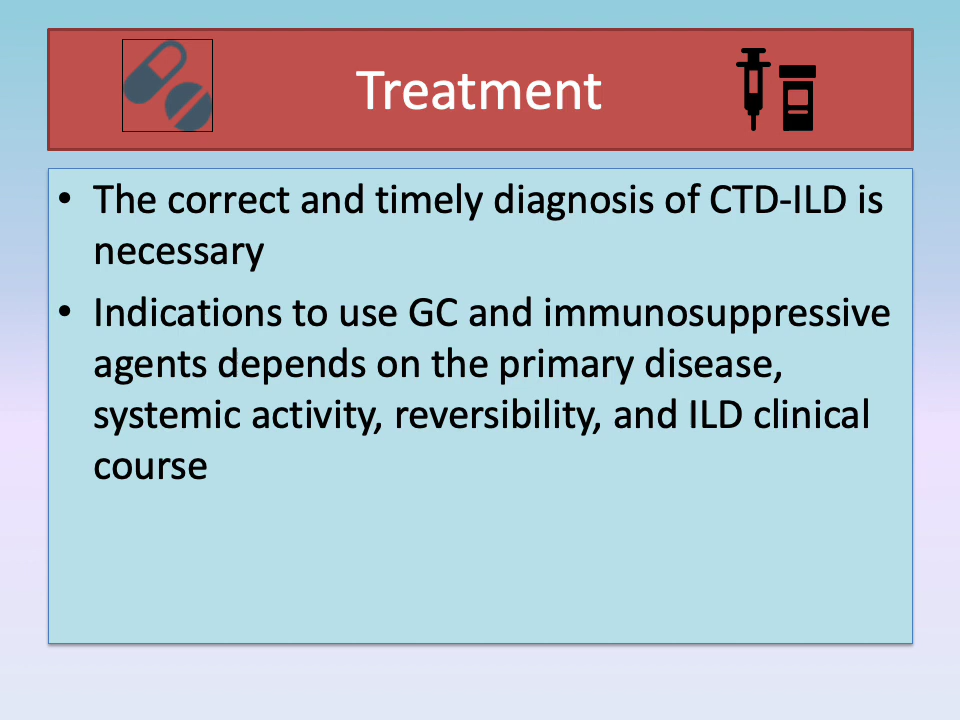 Treatment
• The correct and timely diagnosis of CTD-ILD is
necessary
• Indications to use GC and immunosuppressive
agents depends on the primary disease,
systemic activity, reversibility, and ILD clinical
course